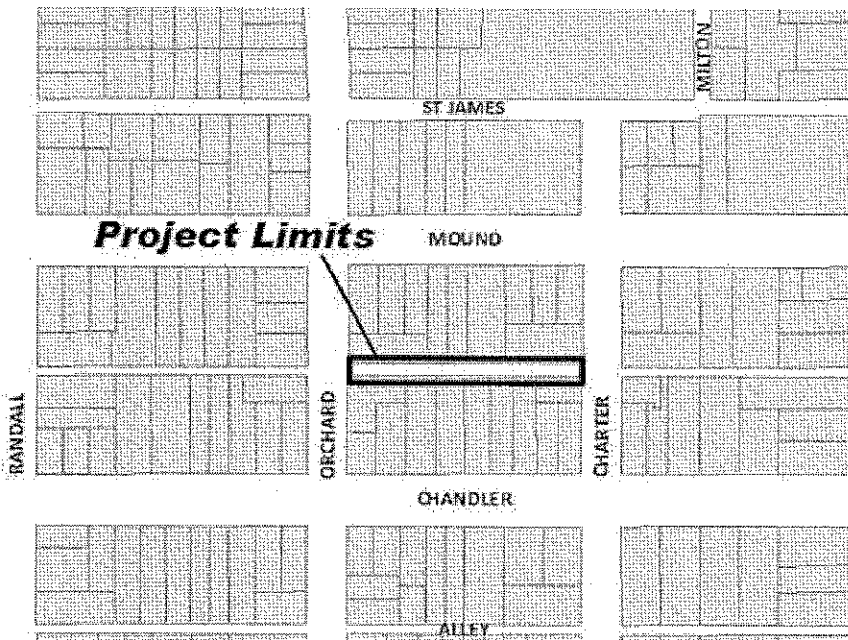 MILTON
ST JAMES
Project Limits
MOUND
RANDALL
ORCHARD
CHARTER
CHANDLER
ALLEY